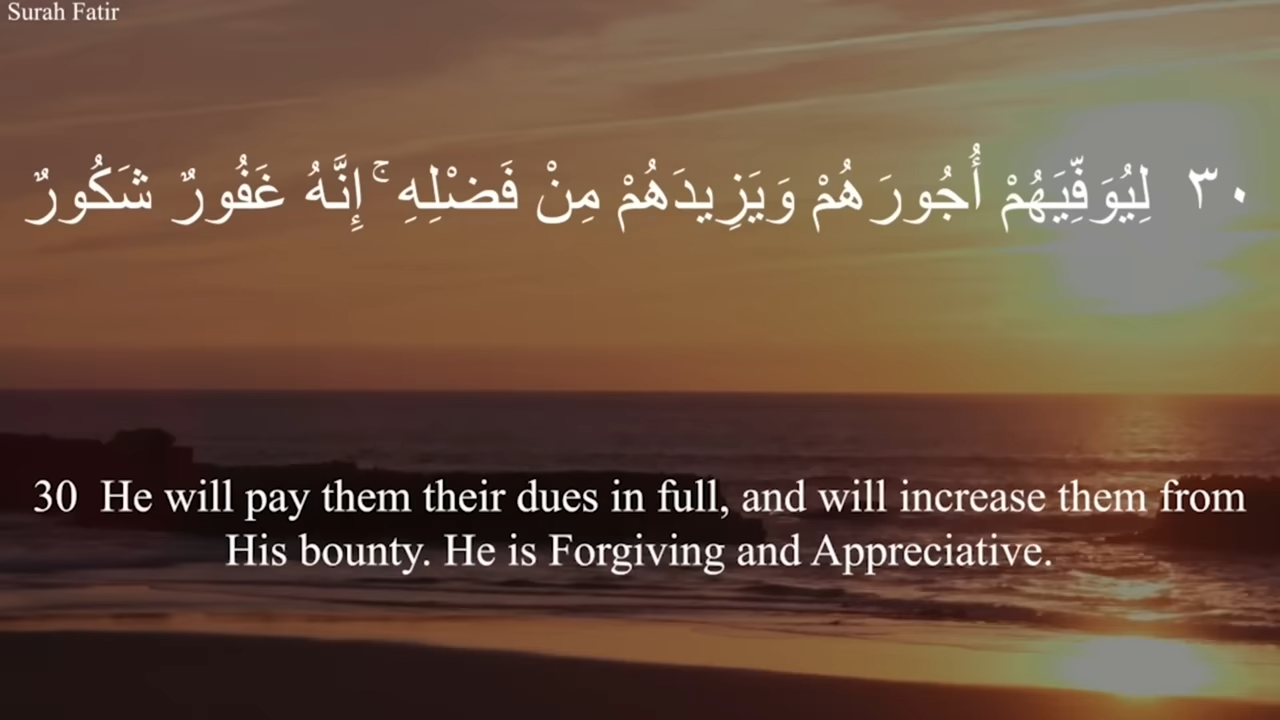 Surah Fatir
٣٠ لِيُوَفِّيَهُمْ أُجُورَهُمْ وَيَزِيدَهُمْ مِنْ فَضْلِهِ ۚ إِنَّهُ غَفُورٌ شَكُورٌ
30 He will pay them their dues in full, and will increase them from
His bounty. He is Forgiving and Appreciative.